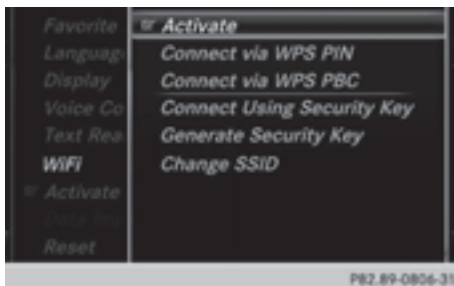 Favorite
Languag
Display
Voice Co
Text Rea
WiFi
Activate
Reset
Activate
Connect via WPS PIN
Connect via WPS PBC
Connect Using Security Key
Generate Security Key
Change SSID
P82.89-0806-31